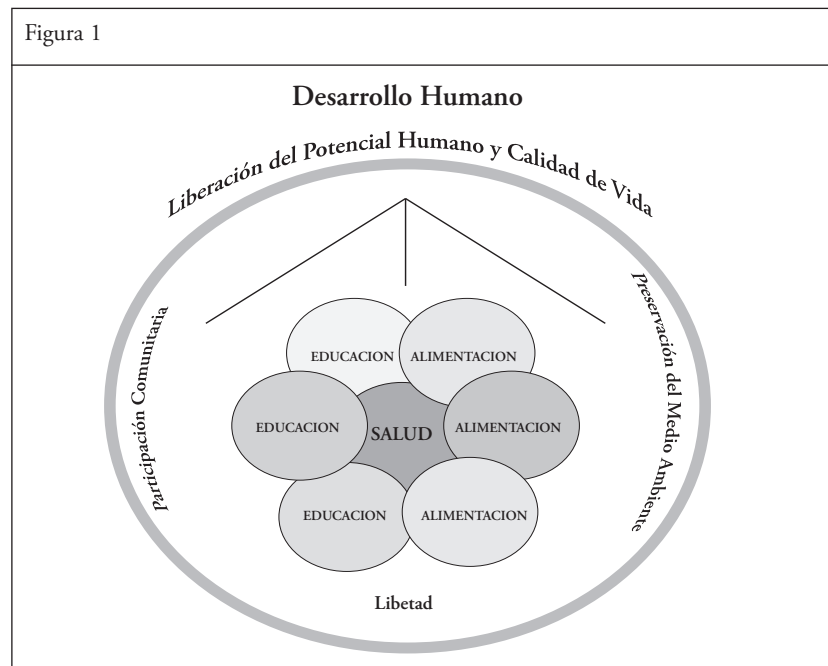 Figura 1
Desarrollo Humano
Liberación del Potencial Humano y Calidad de Vida
Participación Comunitaria
Preservación del Medio Ambiente
EDUCACION
ALIMENTACION
EDUCACION
SALUD
ALIMENTACION
EDUCACION
ALIMENTACION
Libetad